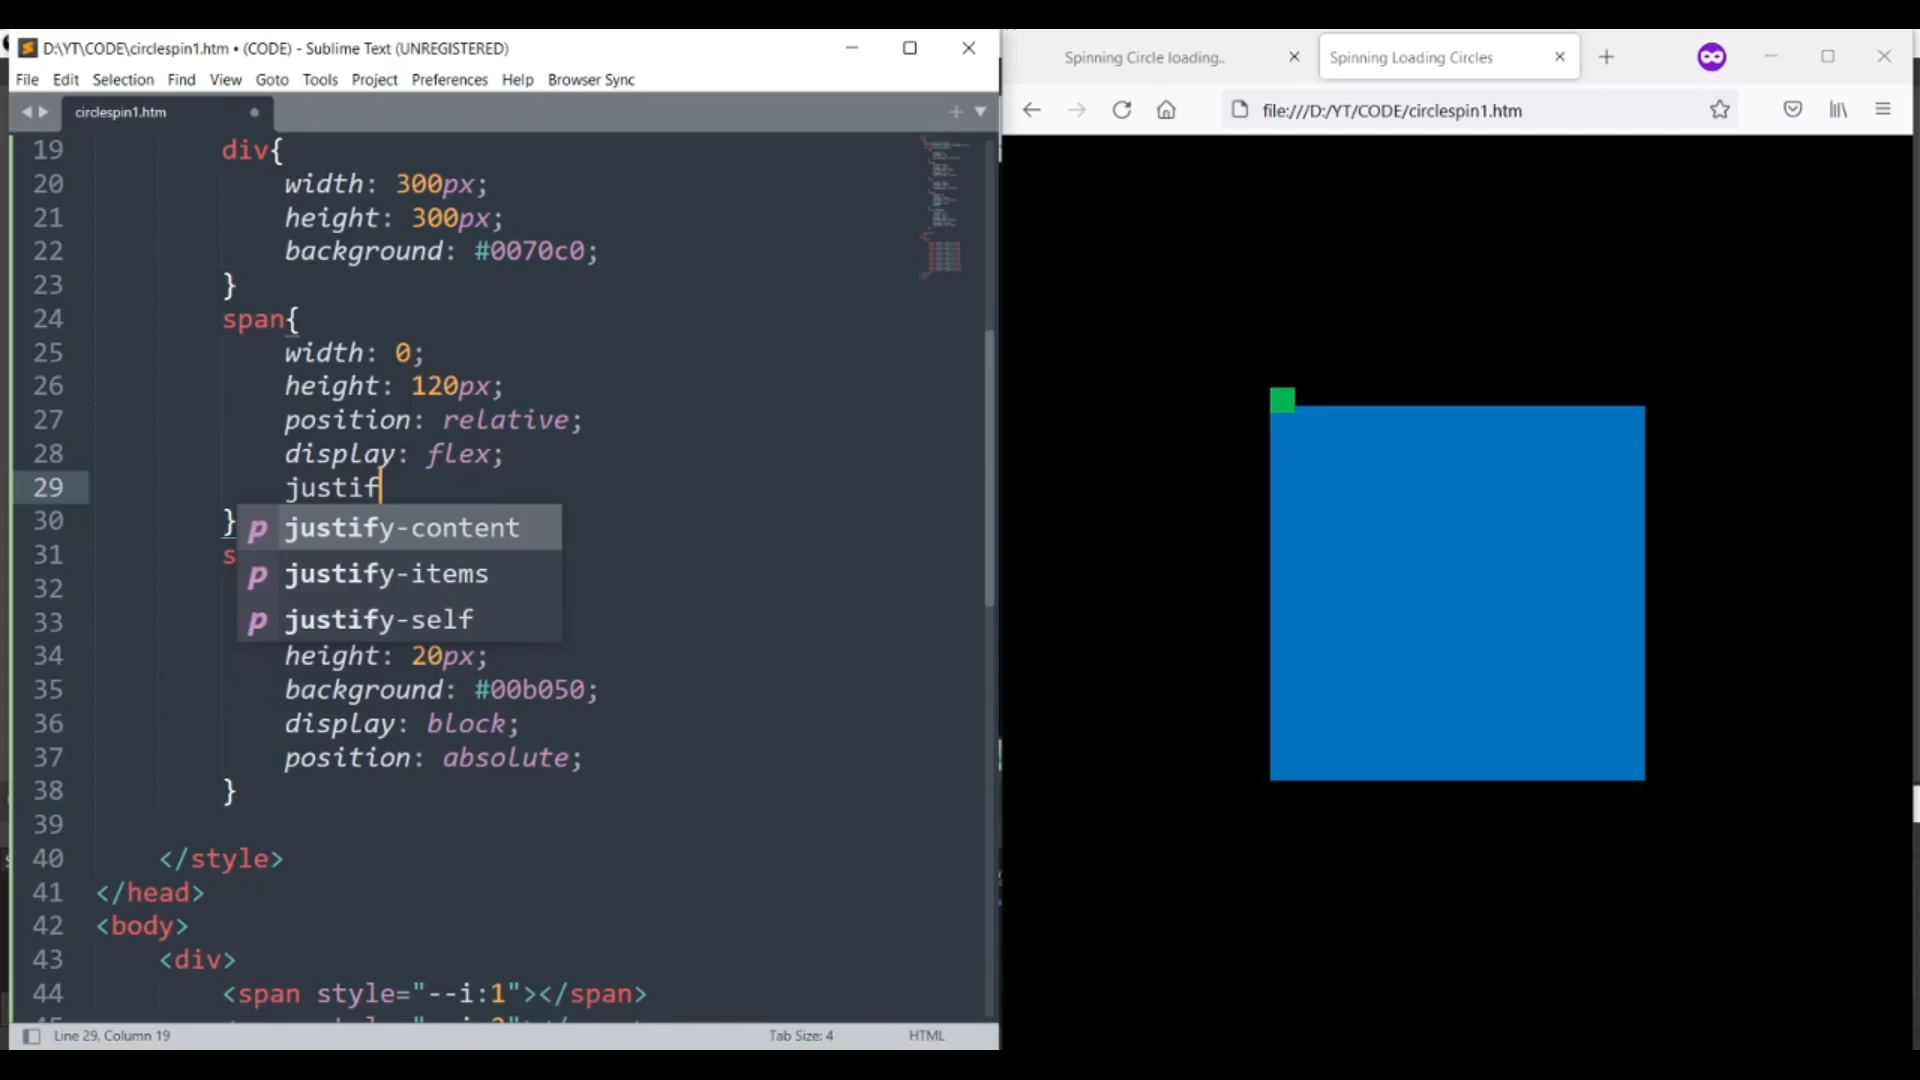 D:\YT\CODE\circlespin1.htm • (CODE) - Sublime Text (UNREGISTERED)
File Edit Selection Find View Goto Tools Project Preferences Help Browser Sync
circlespin1.htm
19 div{
20 width: 300px;
21 height: 300px;
22 background: #0070c0;
23 }
24 span{
25 width: 0;
26 height: 120px;
27 position: relative;
28 display: flex;
29 justif
30 }
p justify-content
31 s
p justify-items
32
33
p justify-self
34 height: 20px;
35 background: #00b050;
36 display: block;
37 position: absolute;
38 }
39
40 </style>
41 </head>
42 <body>
43 <div>
44 <span style="--i:1"></span>
Line 29, Column 19
Tab Size: 4
HTML
Spinning Circle loading..
Spinning Loading Circles
file:///D:/YT/CODE/circlespin1.htm